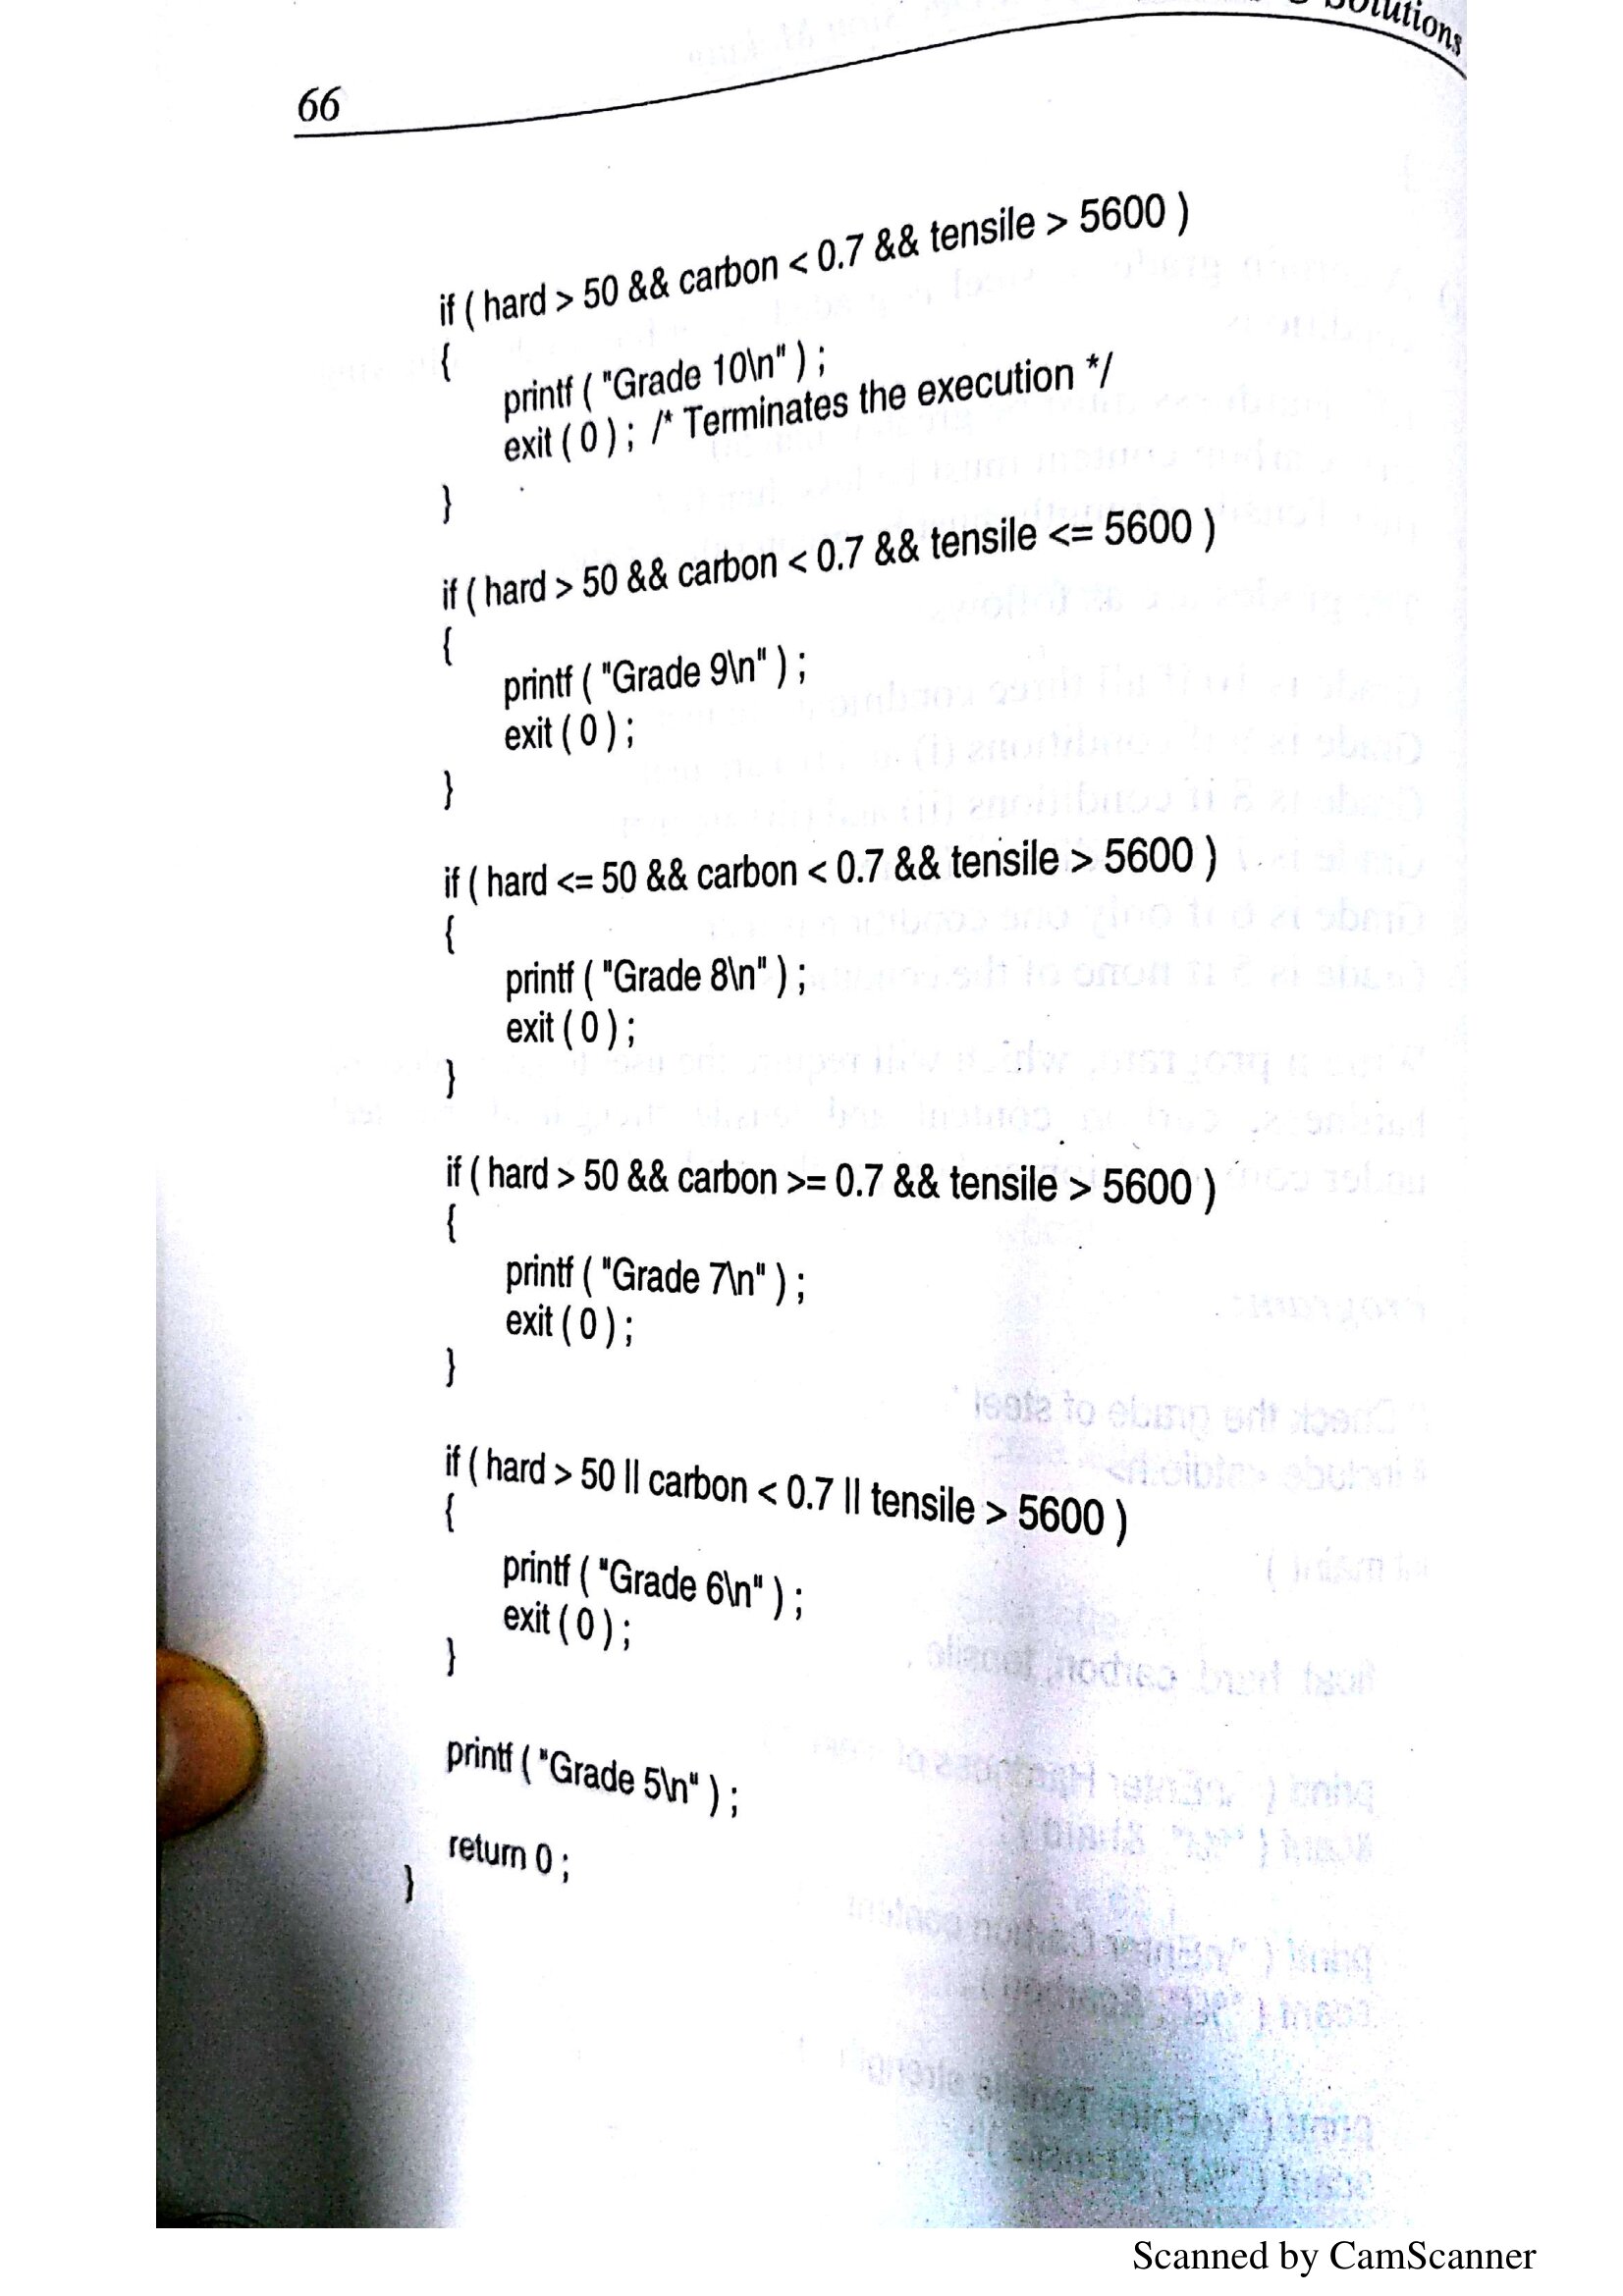 Solutions
66
if ( hard > 50 && carbon < 0.7 && tensile > 5600 )
{
printf ( "Grade 10\n" ) ;
exit ( 0 ) ; /* Terminates the execution */
}
if ( hard > 50 && carbon < 0.7 && tensile <= 5600 )
{
printf ( "Grade 9\n" ) ;
exit ( 0 ) ;
}
if ( hard <= 50 && carbon < 0.7 && tensile > 5600 )
{
printf ( "Grade 8\n" ) ;
exit ( 0 ) ;
}
if ( hard > 50 && carbon >= 0.7 && tensile > 5600 )
{
printf ( "Grade 7\n" ) ;
exit ( 0 ) ;
}
if ( hard > 50 || carbon < 0.7 || tensile > 5600 )
{
printf ( "Grade 6\n" ) ;
exit ( 0 ) ;
}
printf ( "Grade 5\n" ) ;
return 0 ;
}
Scanned by CamScanner